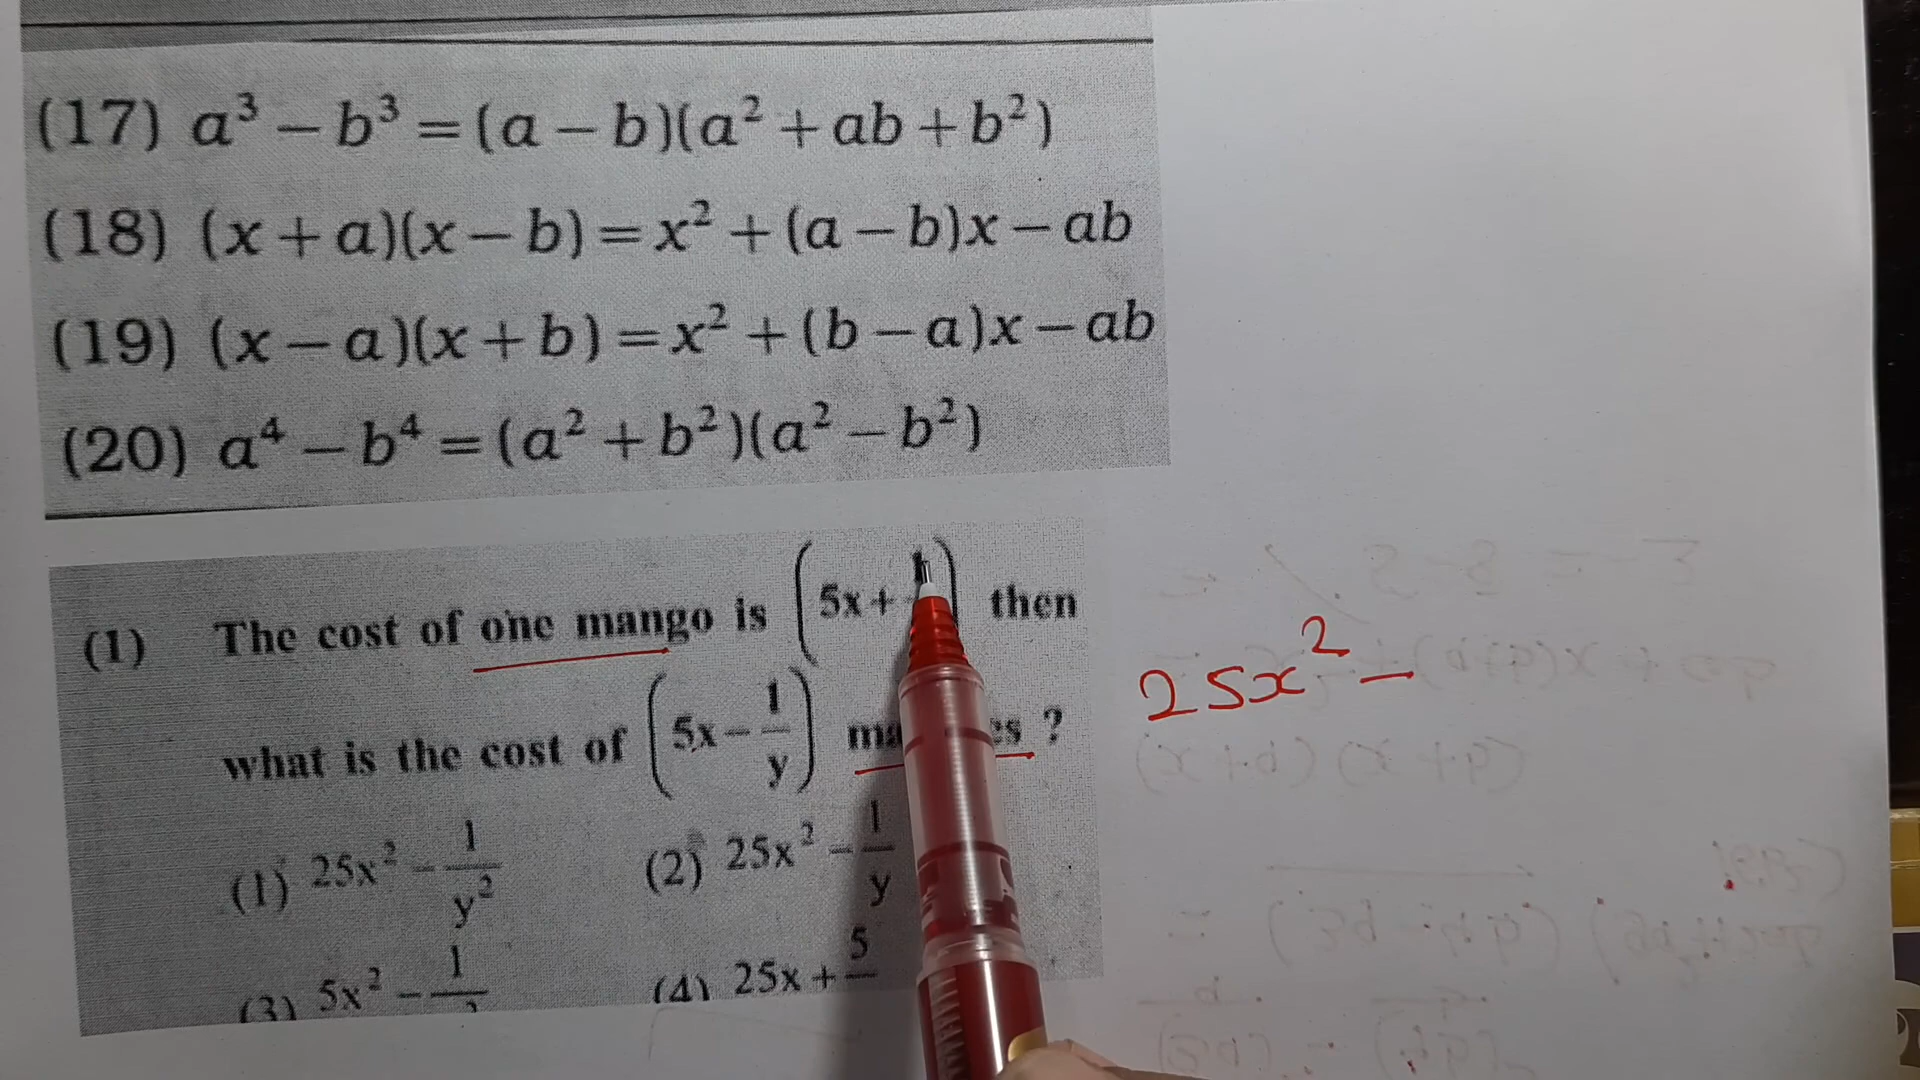 (17) a³ – b³ = (a – b)(a² + ab + b²)
(18) (x + a)(x – b) = x² + (a – b)x – ab
(19) (x – a)(x + b) = x² + (b – a)x – ab
(20) a⁴ – b⁴ = (a² + b²)(a² – b²)
(1) The cost of one mango is (5x + ) then
what is the cost of (5x – 1/y) ?
25x² –
(1) 25x² – 1/y² (2) 25x² – 1/y
(3) 5x² – 1 (4) 25x + 5